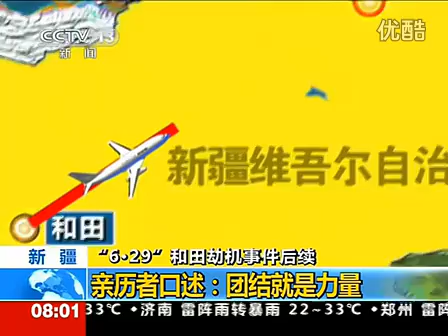 CCTV 13
新闻
优酷
新疆维吾尔自治
和田
新疆
“6·29”和田劫机事件后续
亲历者口述：团结就是力量
08:01
33℃ · 济南 雷阵雨转暴雨 22~33℃ · 郑州 雷阵雨